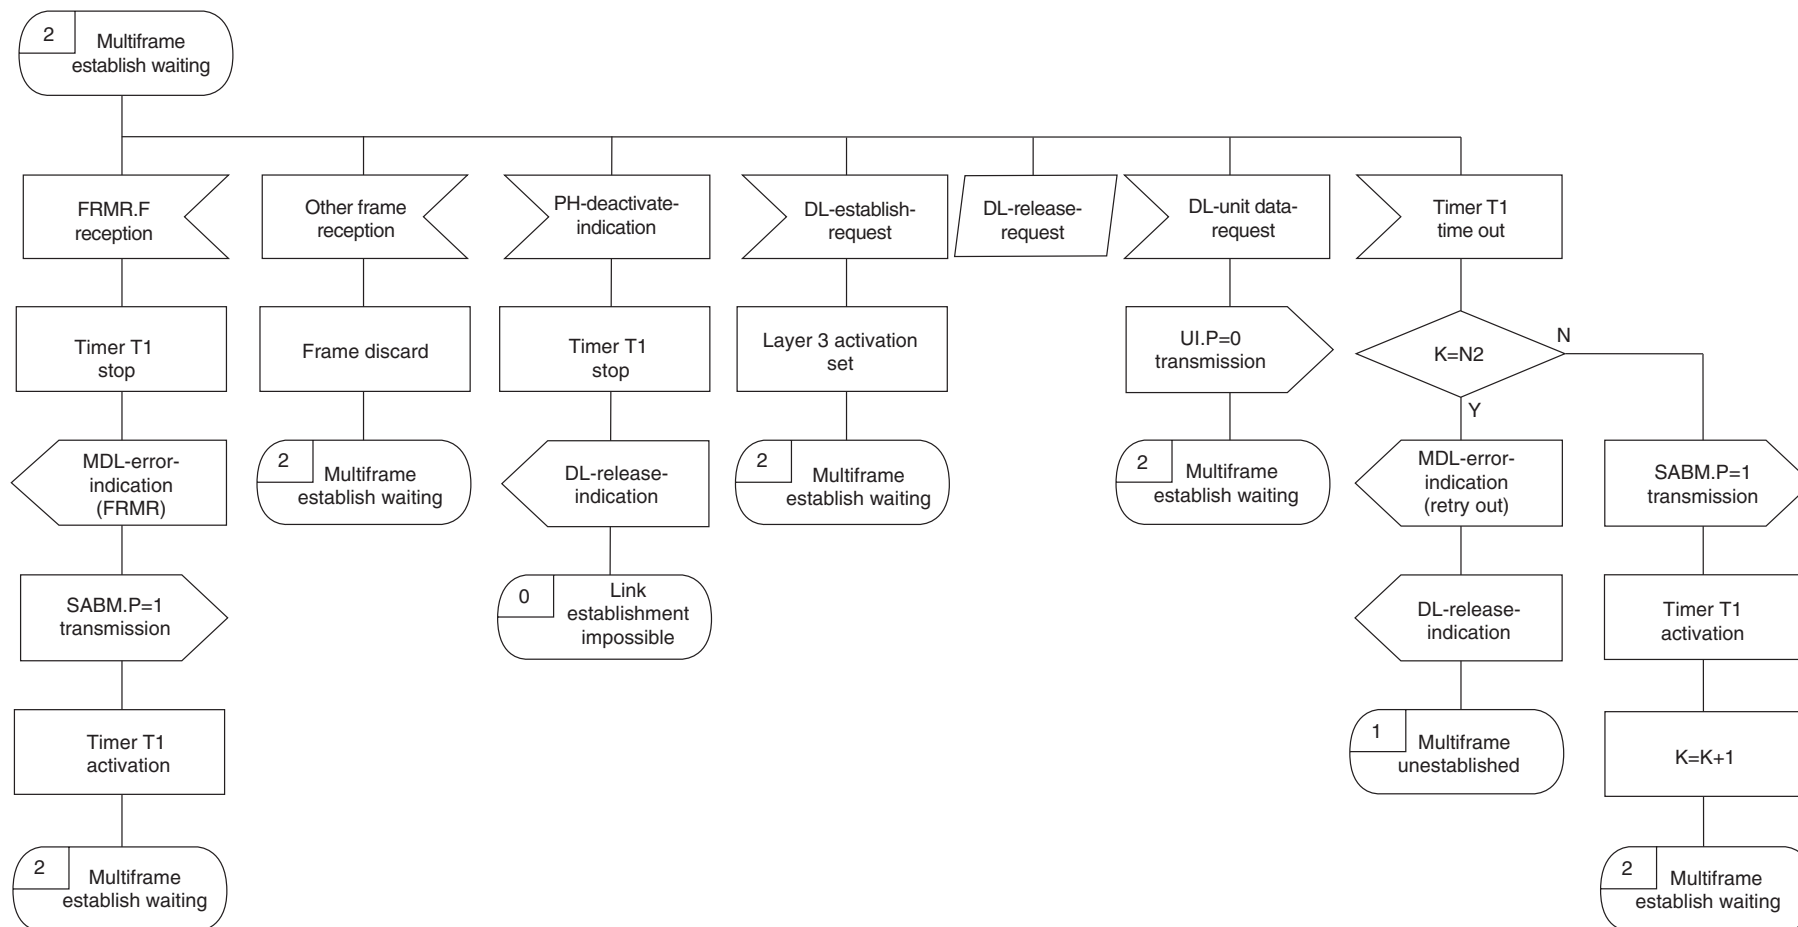 2
Multiframe
establish waiting
FRMR.F
reception
Other frame
reception
PH-deactivate-
indication
DL-establish-
request
DL-release-
request
DL-unit data-
request
Timer T1
time out
Timer T1
stop
Frame discard
Timer T1
stop
Layer 3 activation
set
UI.P=0
transmission
K=N2
N
Y
MDL-error-
indication
(FRMR)
2
Multiframe
establish waiting
DL-release-
indication
2
Multiframe
establish waiting
2
Multiframe
establish waiting
MDL-error-
indication
(retry out)
SABM.P=1
transmission
SABM.P=1
transmission
0
Link
establishment
impossible
DL-release-
indication
Timer T1
activation
Timer T1
activation
1
Multiframe
unestablished
K=K+1
2
Multiframe
establish waiting
2
Multiframe
establish waiting